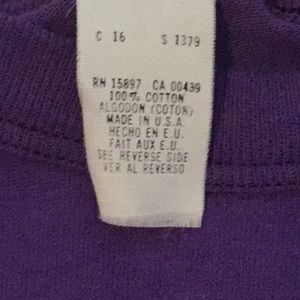 C 16 S 1379
RN 15897 CA 00439
100% COTTON
ALGODON (COTON)
MADE IN U.S.A.
HECHO EN E.U.
FAIT AUX E.U.
SEE REVERSE SIDE
VER AL REVERSO